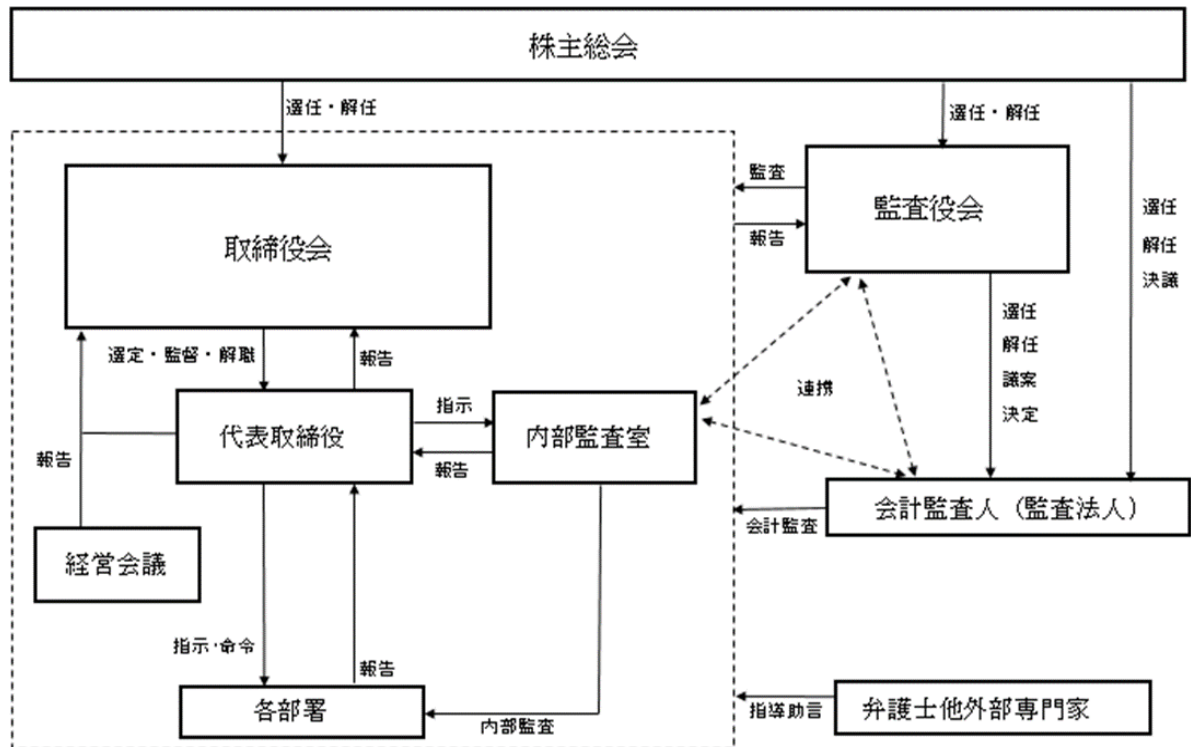 株主総会
選任・解任
選任・解任
監査
監査役会
選任
解任
決議
報告
取締役会
選任
解任
議案
決定
選定・監督・解職
報告
連携
代表取締役
指示
内部監査室
報告
報告
会計監査人（監査法人）
会計監査
経営会議
指示・命令
報告
各部署
内部監査
指導助言
弁護士他外部専門家